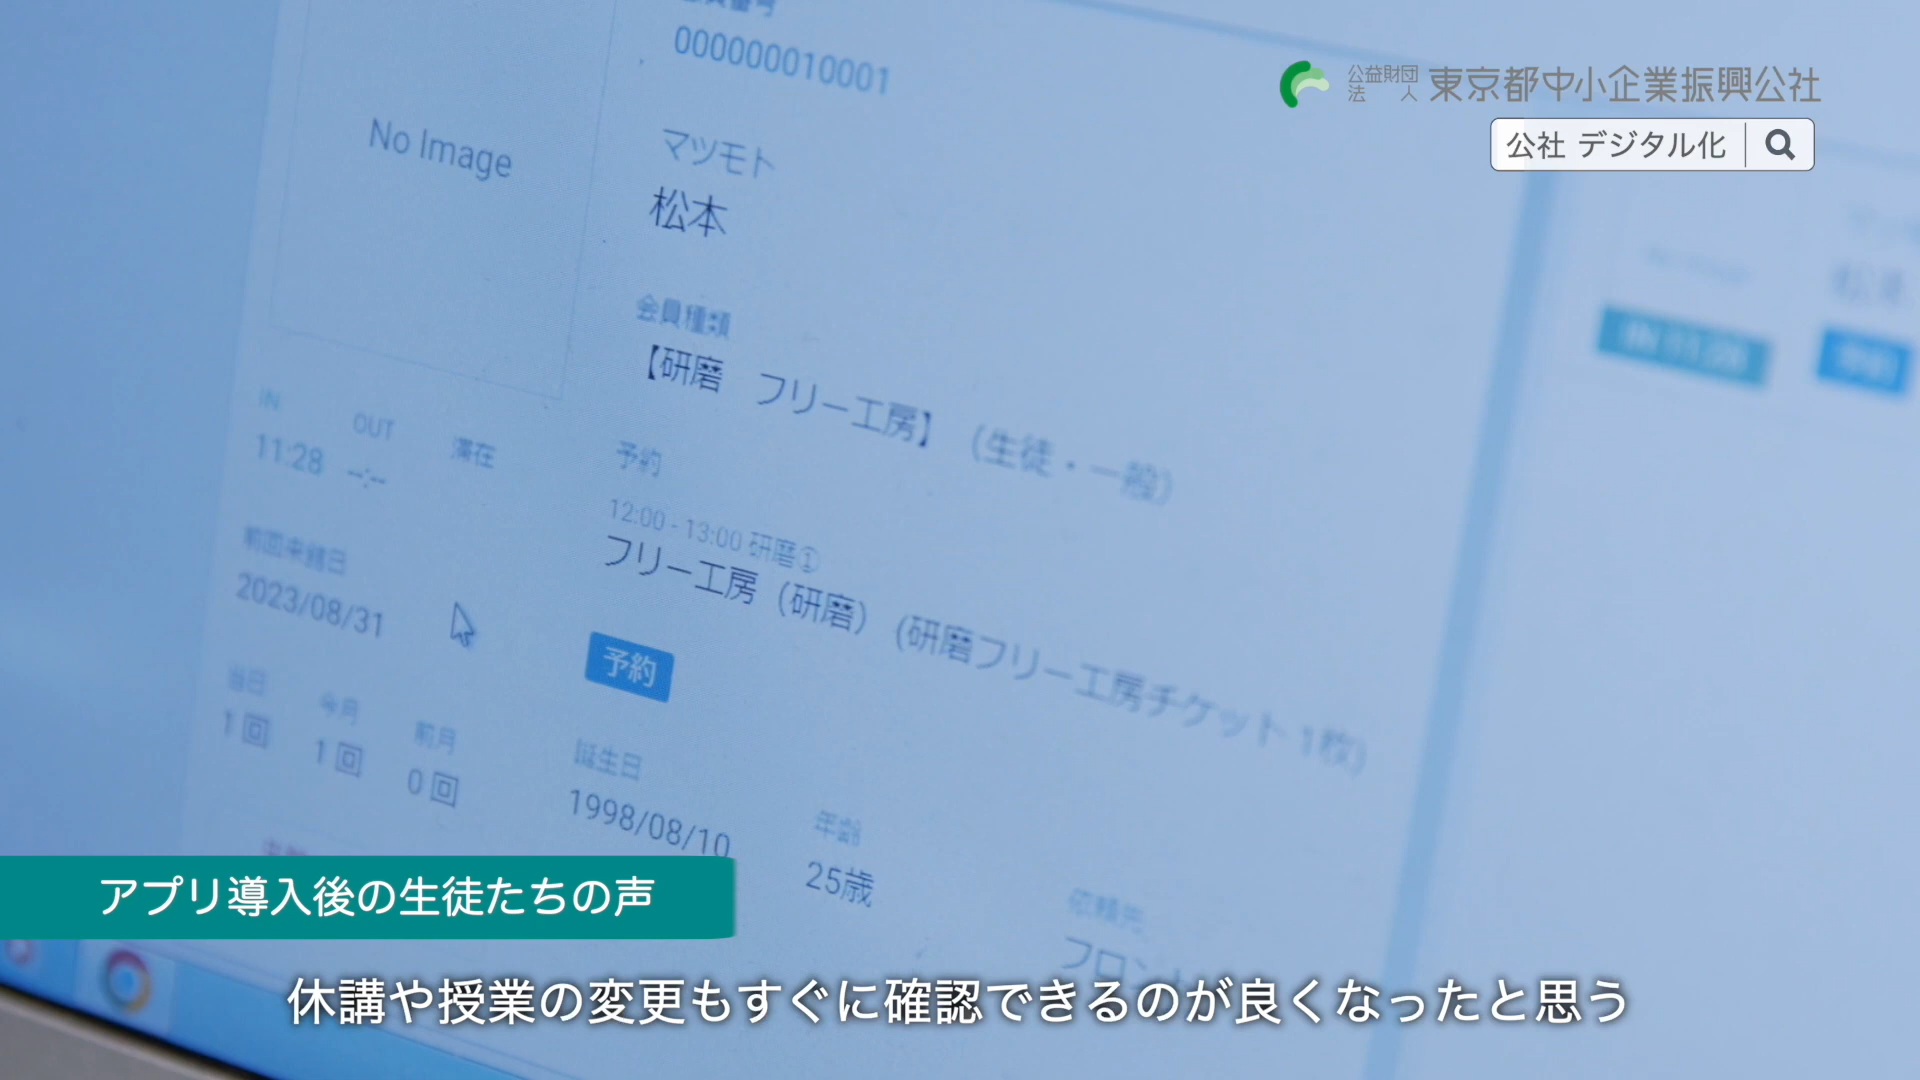 000000010001
公益財団法人 東京都中小企業振興公社
公社 デジタル化
No Image
マツモト
松本
会員種類
【研磨 フリー工房】 (生徒・一般)
IN
OUT
滞在
11:28
--:--
予約
12:00 - 13:00 研磨①
フリー工房 (研磨) (研磨フリー工房チケット 1枚)
予約
前回来館日
2023/08/31
当日
今月
前月
1回
1回
0回
誕生日
1998/08/10
年齢
25歳
依頼先
アプリ導入後の生徒たちの声
休講や授業の変更もすぐに確認できるのが良くなったと思う